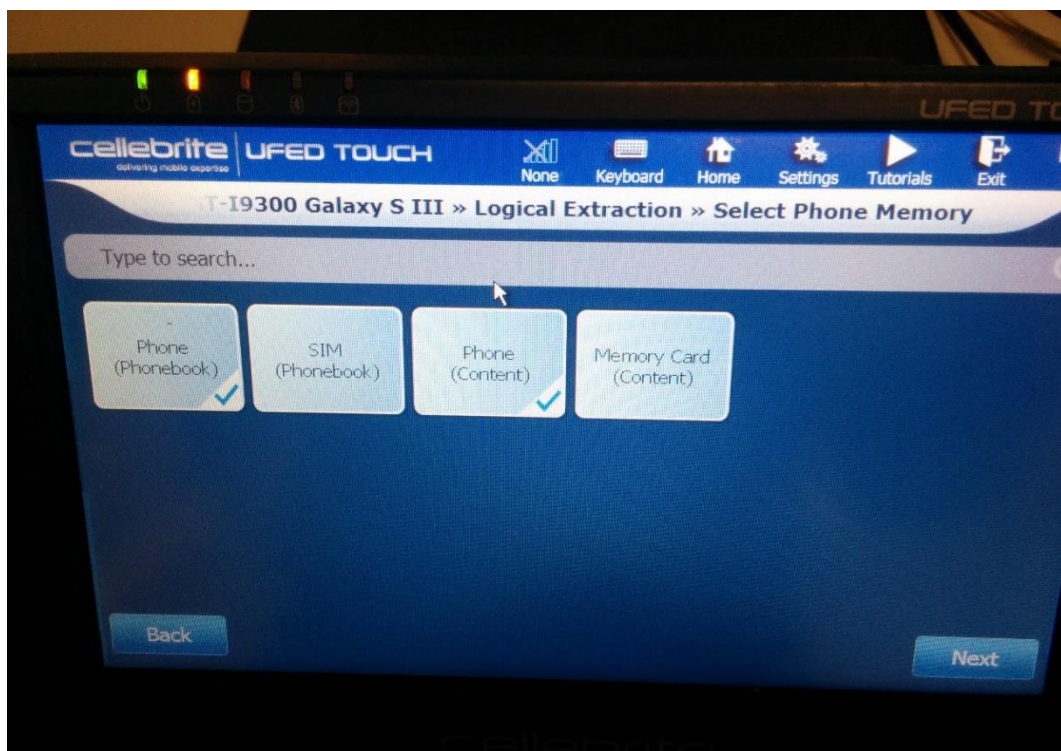 UFED TO
cellebrite UFED TOUCH
delivering mobile expertise
None Keyboard Home Settings Tutorials Exit
T-I9300 Galaxy S III » Logical Extraction » Select Phone Memory
Type to search...
Phone
(Phonebook)
SIM
(Phonebook)
Phone
(Content)
Memory Card
(Content)
Back
Next
cellebrite